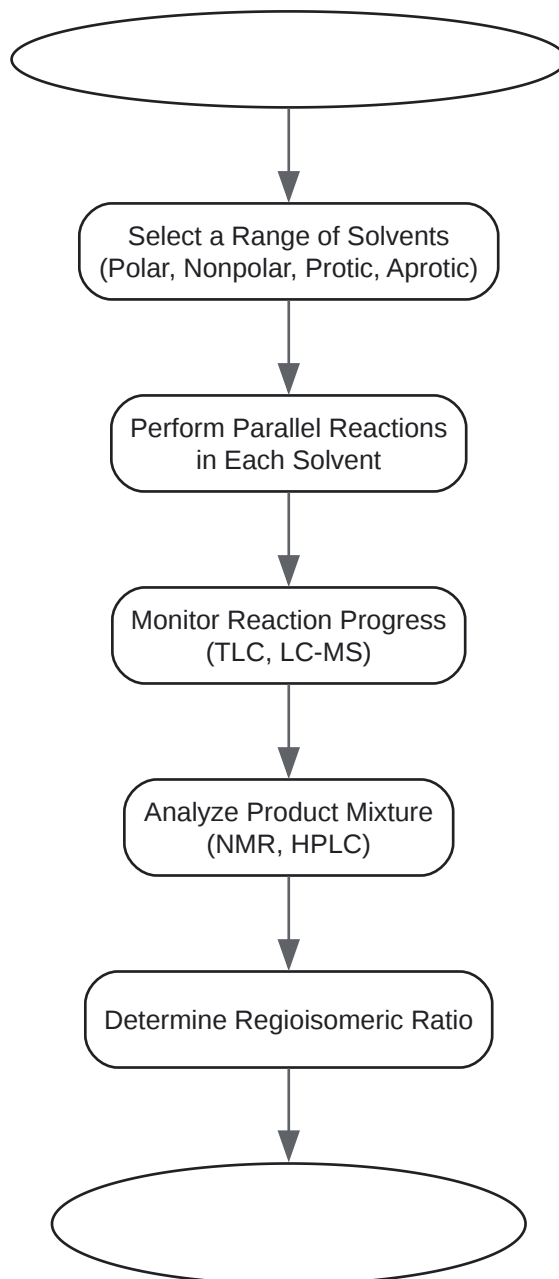 Select a Range of Solvents
(Polar, Nonpolar, Protic, Aprotic)
Perform Parallel Reactions
in Each Solvent
Monitor Reaction Progress
(TLC, LC-MS)
Analyze Product Mixture
(NMR, HPLC)
Determine Regioisomeric Ratio